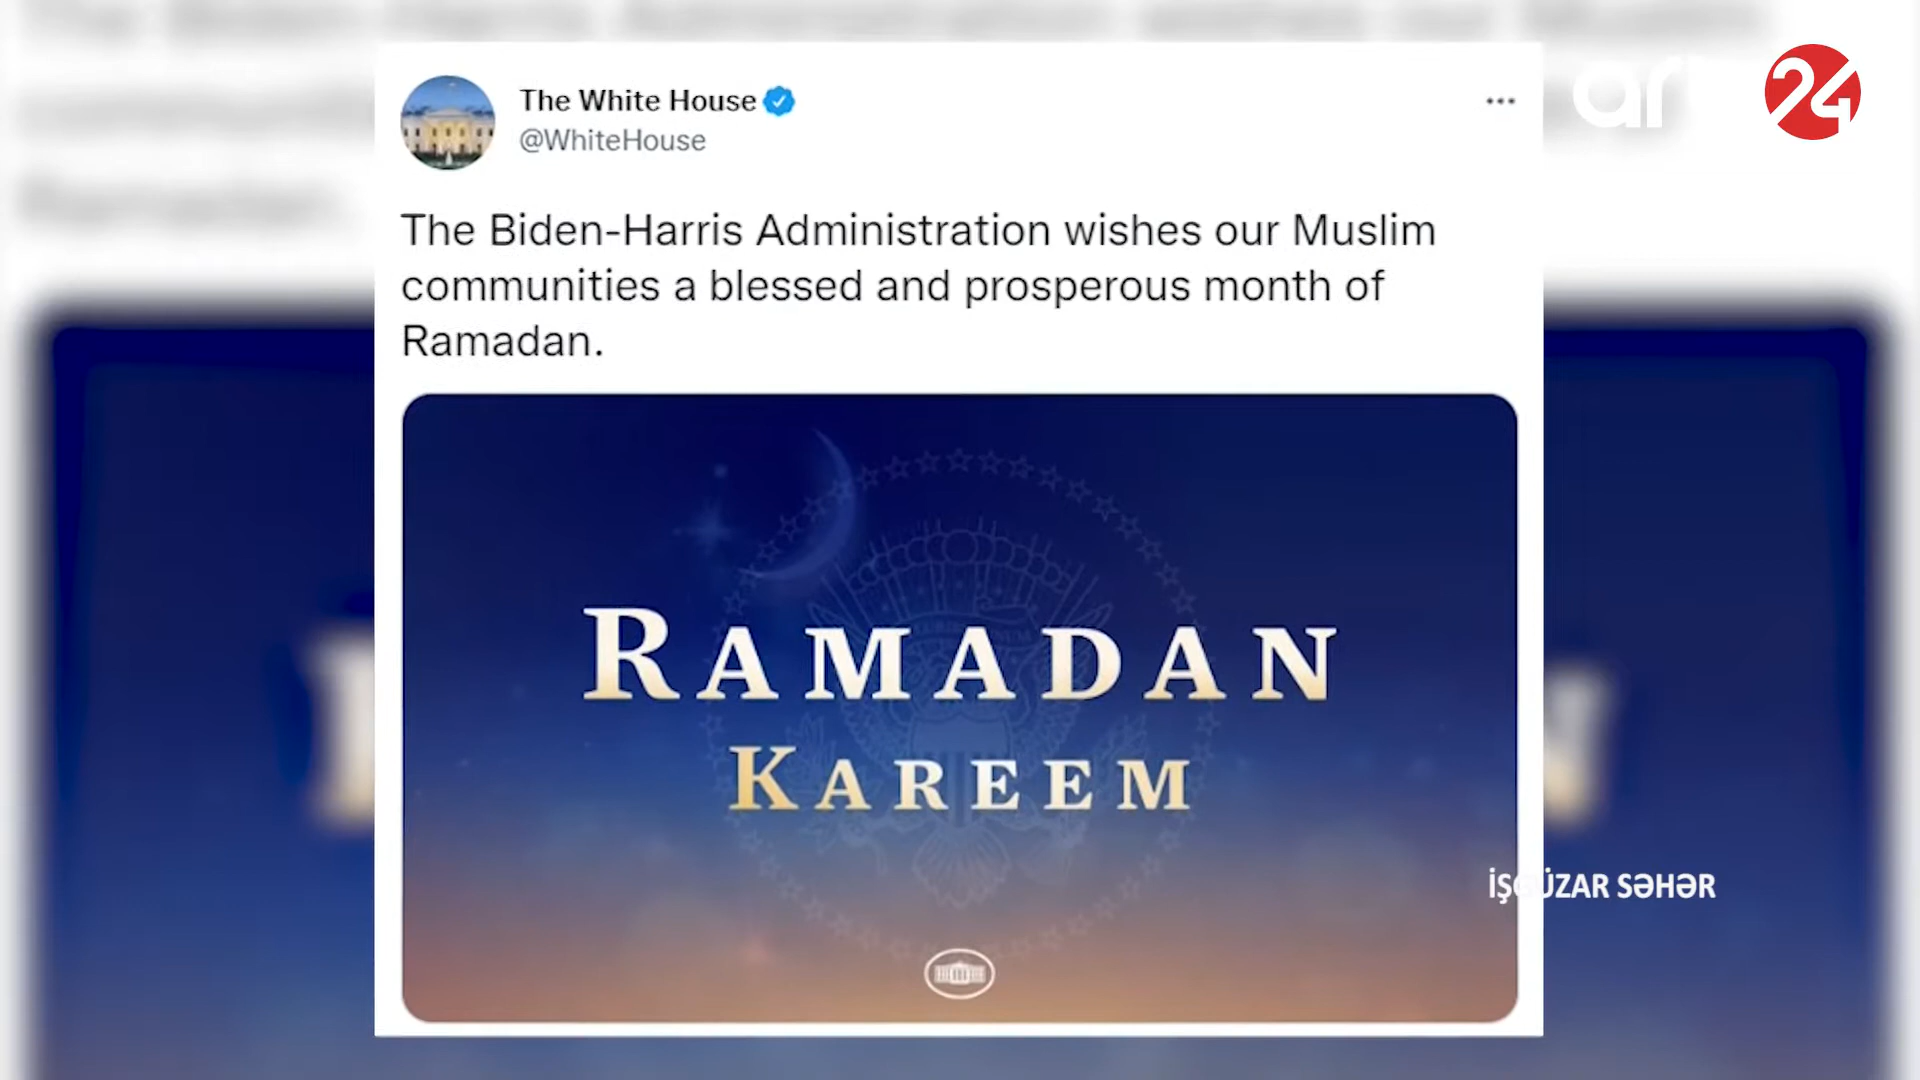 The White House
@WhiteHouse
The Biden-Harris Administration wishes our Muslim
communities a blessed and prosperous month of
Ramadan.
RAMADAN
KAREEM
24
İŞGÜZAR SƏHƏR